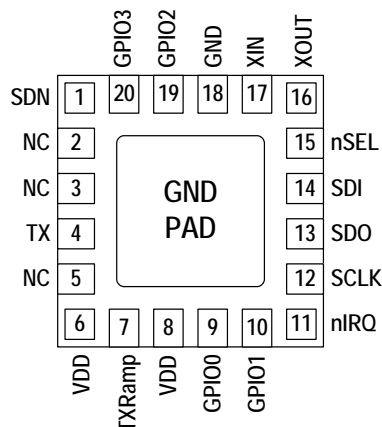 GPIO3
GPIO2
GND
XIN
XOUT
SDN 1 20 19 18 17 16
NC 2 15 nSEL
NC 3 14 SDI
TX 4 13 SDO
NC 5 12 SCLK
6 7 8 9 10 11 nIRQ
GND
PAD
VDD
TXRamp
VDD
GPIO0
GPIO1